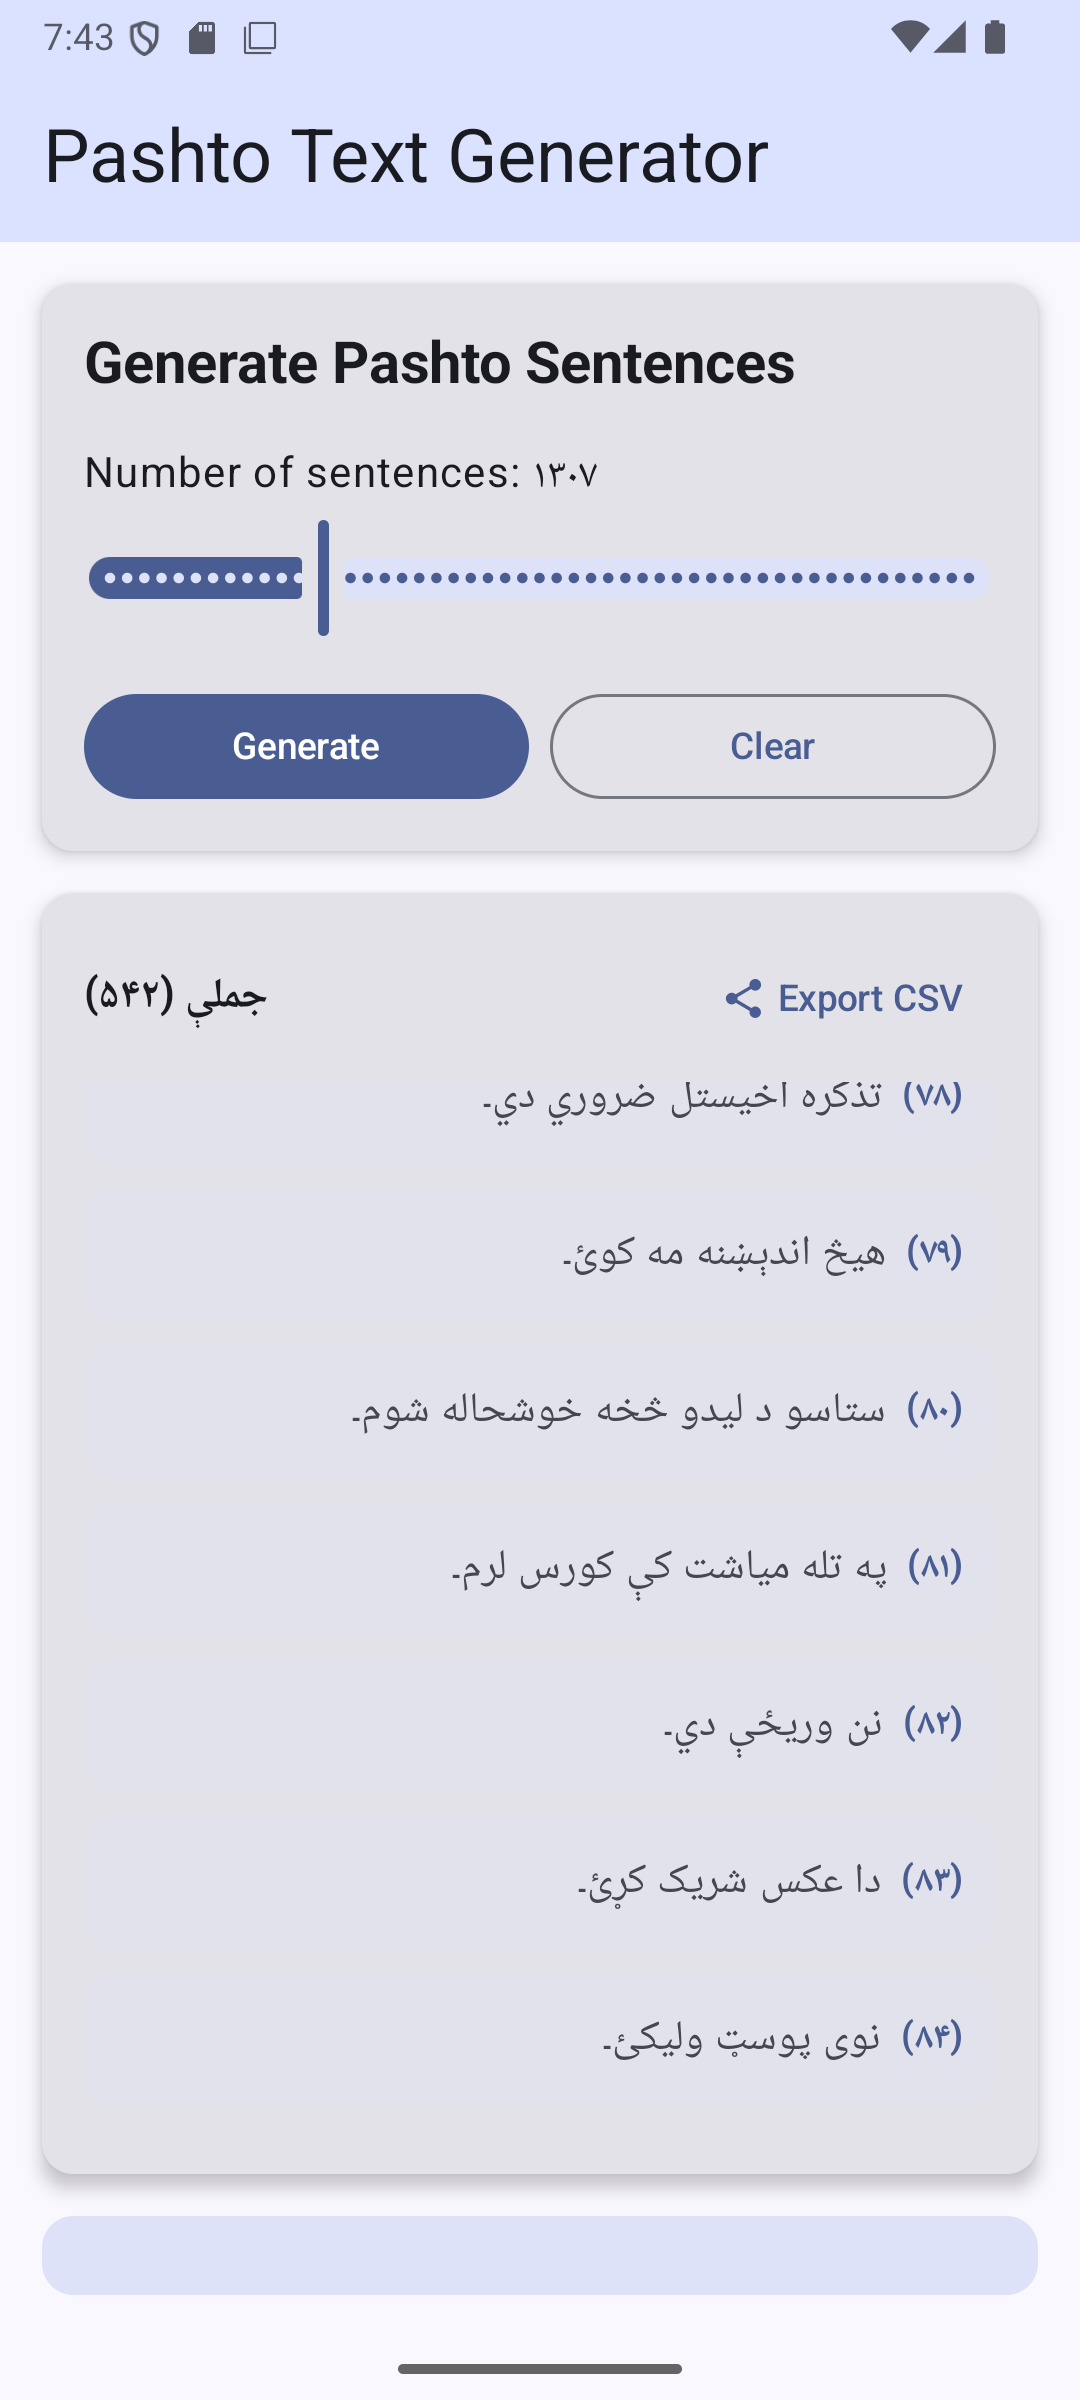 7:43
Pashto Text Generator
Generate Pashto Sentences
Number of sentences: ۱۳۰۷
Generate
Clear
جملې (۵۴۲)
Export CSV
(۷۸) تذکره اخیستل ضروري دي۔
(۷۹) هیڅ اندېښنه مه کوئ۔
(۸۰) ستاسو د لیدو څخه خوشحاله شوم۔
(۸۱) په تله میاشت کې کورس لرم۔
(۸۲) نن وریځې دي۔
(۸۳) دا عکس شریک کړئ۔
(۸۴) نوی پوسټ ولیکئ۔